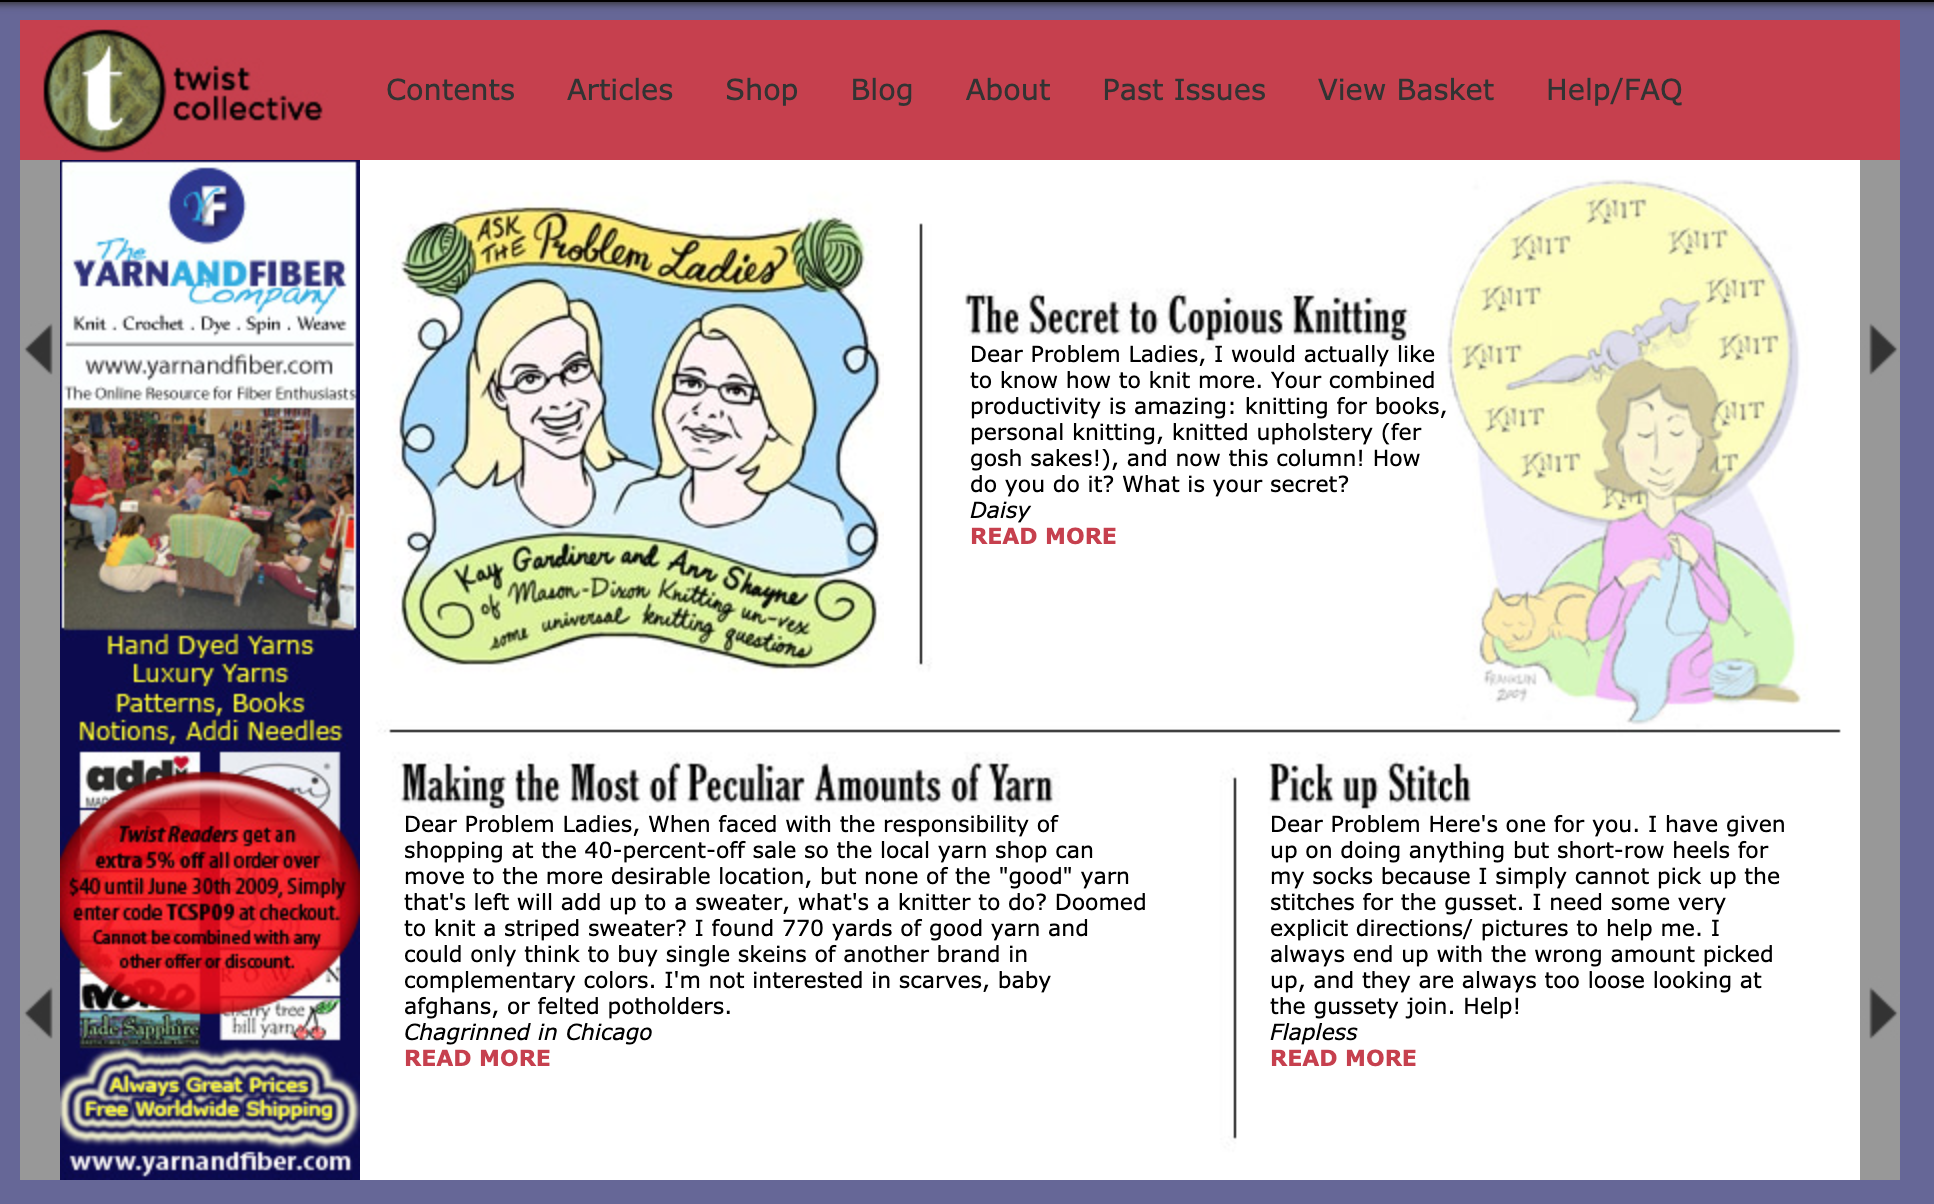 twist
collective
Contents
Articles
Shop
Blog
About
Past Issues
View Basket
Help/FAQ
YF
The
YARNANDFIBER
Company
Knit . Crochet . Dye . Spin . Weave
www.yarnandfiber.com
The Online Resource for Fiber Enthusiasts
Hand Dyed Yarns
Luxury Yarns
Patterns, Books
Notions, Addi Needles
addi
Twist Readers get an
extra 5% off all order over
$40 until June 30th 2009, Simply
enter code TCSP09 at checkout.
Cannot be combined with any
other offer or discount.
NORO
Jade Sapphire
cherry tree
hill yarn
Always Great Prices
Free Worldwide Shipping
www.yarnandfiber.com
ASK
THE Problem Ladies
Kay Gardiner and Ann Shayne
of Mason-Dixon Knitting un-vex
some universal knitting questions
The Secret to Copious Knitting
Dear Problem Ladies, I would actually like
to know how to knit more. Your combined
productivity is amazing: knitting for books,
personal knitting, knitted upholstery (fer
gosh sakes!), and now this column! How
do you do it? What is your secret?
Daisy
READ MORE
KNIT
KNIT
KNIT
KNIT
KNIT
KNIT
KNIT
KNIT
KNIT
KNIT
FRANKLIN
2009
Making the Most of Peculiar Amounts of Yarn
Dear Problem Ladies, When faced with the responsibility of
shopping at the 40-percent-off sale so the local yarn shop can
move to the more desirable location, but none of the "good" yarn
that's left will add up to a sweater, what's a knitter to do? Doomed
to knit a striped sweater? I found 770 yards of good yarn and
could only think to buy single skeins of another brand in
complementary colors. I'm not interested in scarves, baby
afghans, or felted potholders.
Chagrinned in Chicago
READ MORE
Pick up Stitch
Dear Problem Here's one for you. I have given
up on doing anything but short-row heels for
my socks because I simply cannot pick up the
stitches for the gusset. I need some very
explicit directions/ pictures to help me. I
always end up with the wrong amount picked
up, and they are always too loose looking at
the gussety join. Help!
Flapless
READ MORE